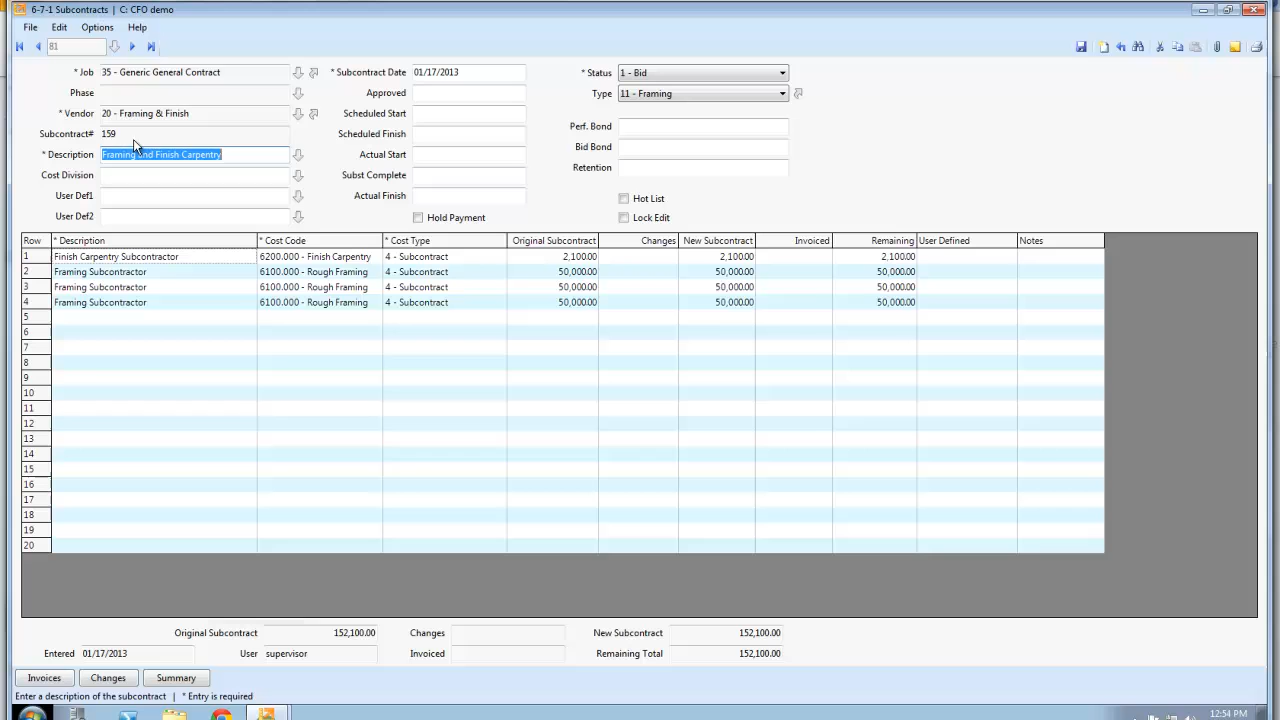 6-7-1 Subcontracts | C: CFO demo
File Edit Options Help
81
* Job 35 - Generic General Contract * Subcontract Date 01/17/2013 * Status 1 - Bid
Phase Approved Type 11 - Framing
* Vendor 20 - Framing & Finish Scheduled Start
Perf. Bond
Subcontract# 159 Scheduled Finish
Bid Bond
* Description Framing and Finish Carpentry Actual Start
Retention
Cost Division Subst Complete
User Def1 Actual Finish Hot List
User Def2 Hold Payment Lock Edit
Row * Description * Cost Code * Cost Type Original Subcontract Changes New Subcontract Invoiced Remaining User Defined Notes
1 Finish Carpentry Subcontractor 6200.000 - Finish Carpentry 4 - Subcontract 2,100.00 2,100.00 2,100.00
2 Framing Subcontractor 6100.000 - Rough Framing 4 - Subcontract 50,000.00 50,000.00 50,000.00
3 Framing Subcontractor 6100.000 - Rough Framing 4 - Subcontract 50,000.00 50,000.00 50,000.00
4 Framing Subcontractor 6100.000 - Rough Framing 4 - Subcontract 50,000.00 50,000.00 50,000.00
5
6
7
8
9
10
11
12
13
14
15
16
17
18
19
20
Original Subcontract 152,100.00 Changes New Subcontract 152,100.00
Entered 01/17/2013 User supervisor Invoiced Remaining Total 152,100.00
Invoices Changes Summary
Enter a description of the subcontract | * Entry is required
12:54 PM